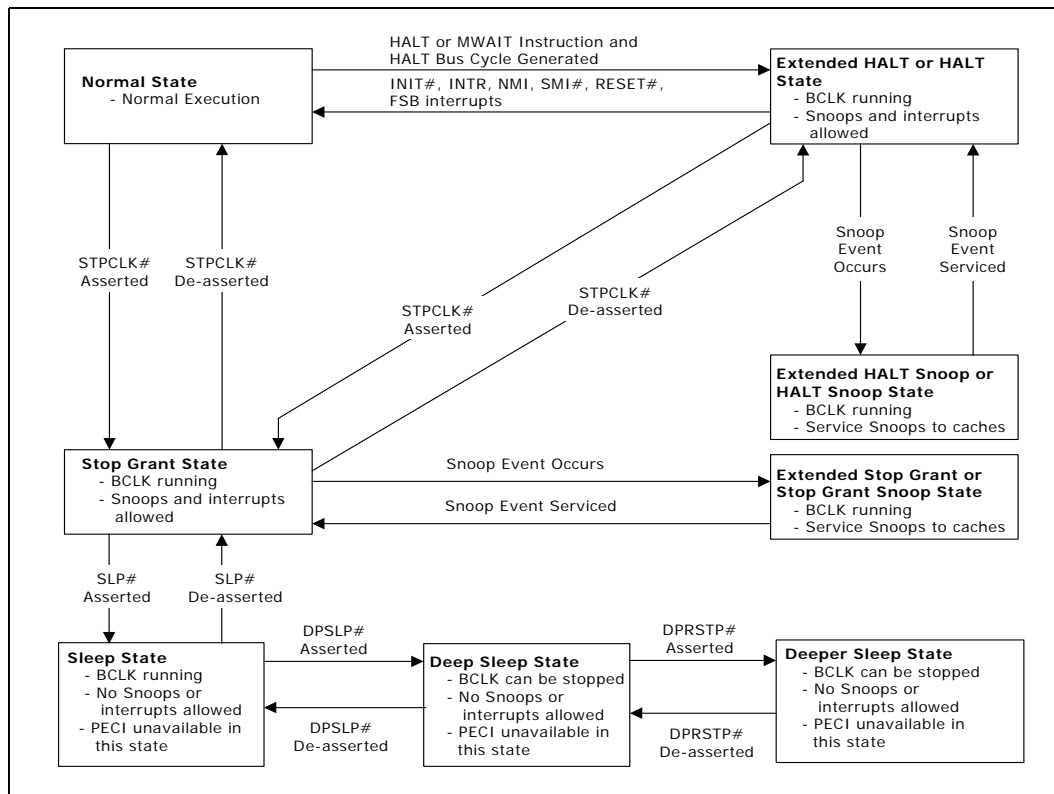 HALT or MWAIT Instruction and
HALT Bus Cycle Generated
INIT#, INTR, NMI, SMI#, RESET#,
FSB interrupts
Normal State
- Normal Execution
Extended HALT or HALT
State
- BCLK running
- Snoops and interrupts
allowed
STPCLK#
Asserted
STPCLK#
De-asserted
STPCLK#
Asserted
STPCLK#
De-asserted
Snoop
Event
Occurs
Snoop
Event
Serviced
Extended HALT Snoop or
HALT Snoop State
- BCLK running
- Service Snoops to caches
Stop Grant State
- BCLK running
- Snoops and interrupts
allowed
Snoop Event Occurs
Snoop Event Serviced
Extended Stop Grant or
Stop Grant Snoop State
- BCLK running
- Service Snoops to caches
SLP#
Asserted
SLP#
De-asserted
Sleep State
- BCLK running
- No Snoops or
interrupts allowed
- PECI unavailable in
this state
DPSLP#
Asserted
DPSLP#
De-asserted
Deep Sleep State
- BCLK can be stopped
- No Snoops or
interrupts allowed
- PECI unavailable in
this state
DPRSTP#
Asserted
DPRSTP#
De-asserted
Deeper Sleep State
- BCLK can be stopped
- No Snoops or
interrupts allowed
- PECI unavailable in
this state